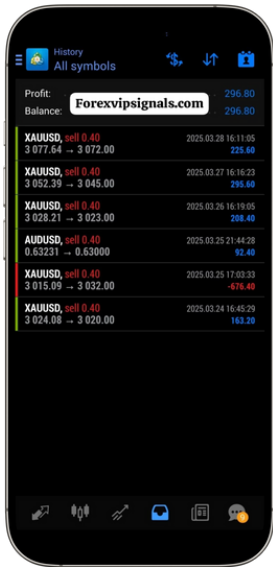 History
All symbols
Profit: 296.80
Balance: 296.80
Forexvipsignals.com
XAUUSD, sell 0.40 2025.03.28 16:11:05
3 077.64 → 3 072.00 225.60
XAUUSD, sell 0.40 2025.03.27 16:16:23
3 052.39 → 3 045.00 295.60
XAUUSD, sell 0.40 2025.03.26 16:19:05
3 028.21 → 3 023.00 208.40
AUDUSD, sell 0.40 2025.03.25 21:44:28
0.63231 → 0.63000 92.40
XAUUSD, sell 0.40 2025.03.25 17:03:33
3 015.09 → 3 032.00 -676.40
XAUUSD, sell 0.40 2025.03.24 16:45:29
3 024.08 → 3 020.00 163.20